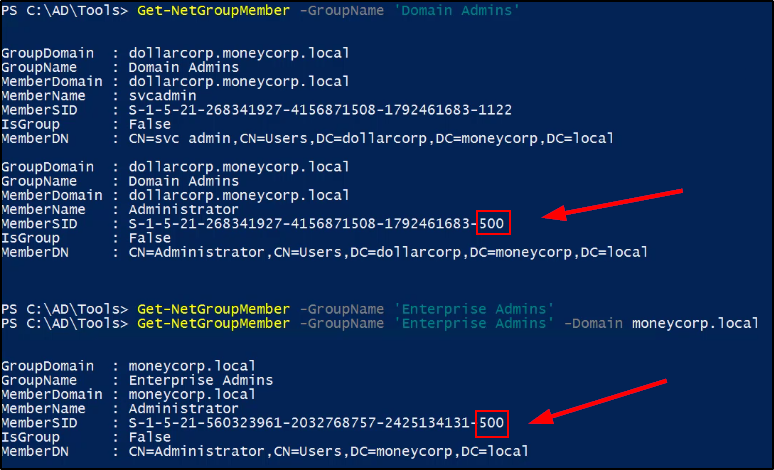 PS C:\AD\Tools> Get-NetGroupMember -GroupName 'Domain Admins'
GroupDomain : dollarcorp.moneycorp.local
GroupName : Domain Admins
MemberDomain : dollarcorp.moneycorp.local
MemberName : svcadmin
MemberSID : S-1-5-21-268341927-4156871508-1792461683-1122
IsGroup : False
MemberDN : CN=svc admin,CN=Users,DC=dollarcorp,DC=moneycorp,DC=local
GroupDomain : dollarcorp.moneycorp.local
GroupName : Domain Admins
MemberDomain : dollarcorp.moneycorp.local
MemberName : Administrator
MemberSID : S-1-5-21-268341927-4156871508-1792461683-500
IsGroup : False
MemberDN : CN=Administrator,CN=Users,DC=dollarcorp,DC=moneycorp,DC=local
PS C:\AD\Tools> Get-NetGroupMember -GroupName 'Enterprise Admins'
PS C:\AD\Tools> Get-NetGroupMember -GroupName 'Enterprise Admins' -Domain moneycorp.local
GroupDomain : moneycorp.local
GroupName : Enterprise Admins
MemberDomain : moneycorp.local
MemberName : Administrator
MemberSID : S-1-5-21-560323961-2032768757-2425134131-500
IsGroup : False
MemberDN : CN=Administrator,CN=Users,DC=moneycorp,DC=local